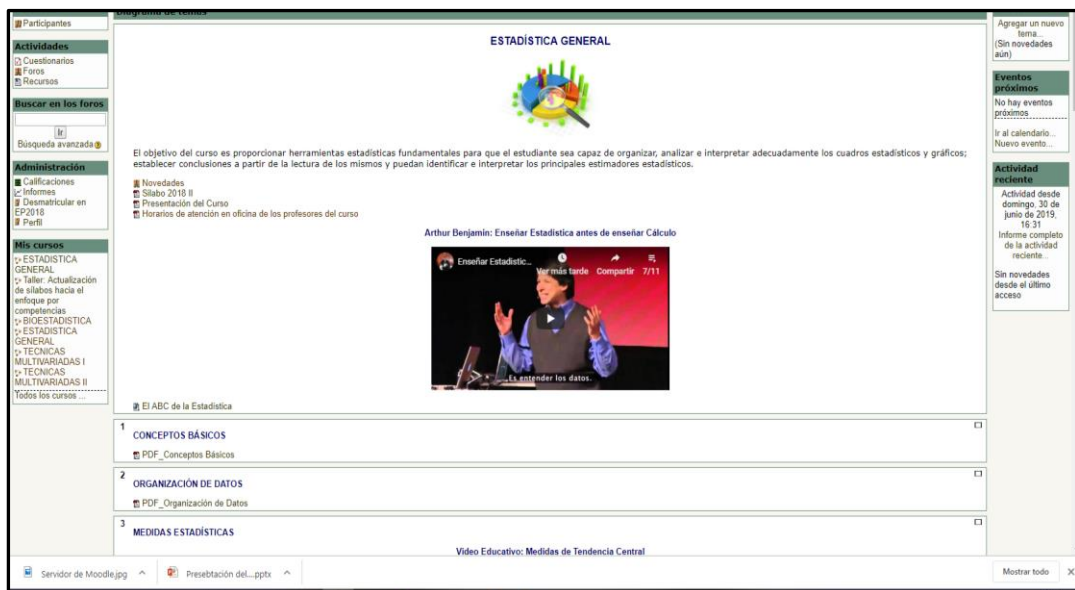 Diagrama de temas
Participantes
Actividades
Cuestionarios
Foros
Recursos
Buscar en los foros
Ir
Búsqueda avanzada
Administración
Calificaciones
Informes
Desmatricular en
EP2018
Perfil
Mis cursos
ESTADISTICA
GENERAL
Taller: Actualización
de sílabos hacia el
enfoque por
competencias
BIOESTADISTICA
ESTADISTICA
GENERAL
TECNICAS
MULTIVARIADAS I
TECNICAS
MULTIVARIADAS II
Todos los cursos ...
ESTADÍSTICA GENERAL
El objetivo del curso es proporcionar herramientas estadísticas fundamentales para que el estudiante sea capaz de organizar, analizar e interpretar adecuadamente los cuadros estadísticos y gráficos;
establecer conclusiones a partir de la lectura de los mismos y puedan identificar e interpretar los principales estimadores estadísticos.
Novedades
Silabo 2018 II
Presentación del Curso
Horarios de atención en oficina de los profesores del curso
Arthur Benjamin: Enseñar Estadística antes de enseñar Cálculo
Enseñar Estadístic...
Ver más tarde Compartir 7/11
Es entender los datos.
El ABC de la Estadística
1
CONCEPTOS BÁSICOS
PDF_Conceptos Básicos
2
ORGANIZACIÓN DE DATOS
PDF_Organización de Datos
3
MEDIDAS ESTADÍSTICAS
Video Educativo: Medidas de Tendencia Central
Agregar un nuevo
tema...
(Sin novedades
aún)
Eventos
próximos
No hay eventos
próximos
Ir al calendario...
Nuevo evento...
Actividad
reciente
Actividad desde
domingo, 30 de
junio de 2019,
16:31
Informe completo
de la actividad
reciente...
Sin novedades
desde el último
acceso
Servidor de Moodle.jpg
Presebtación del....pptx
Mostrar todo